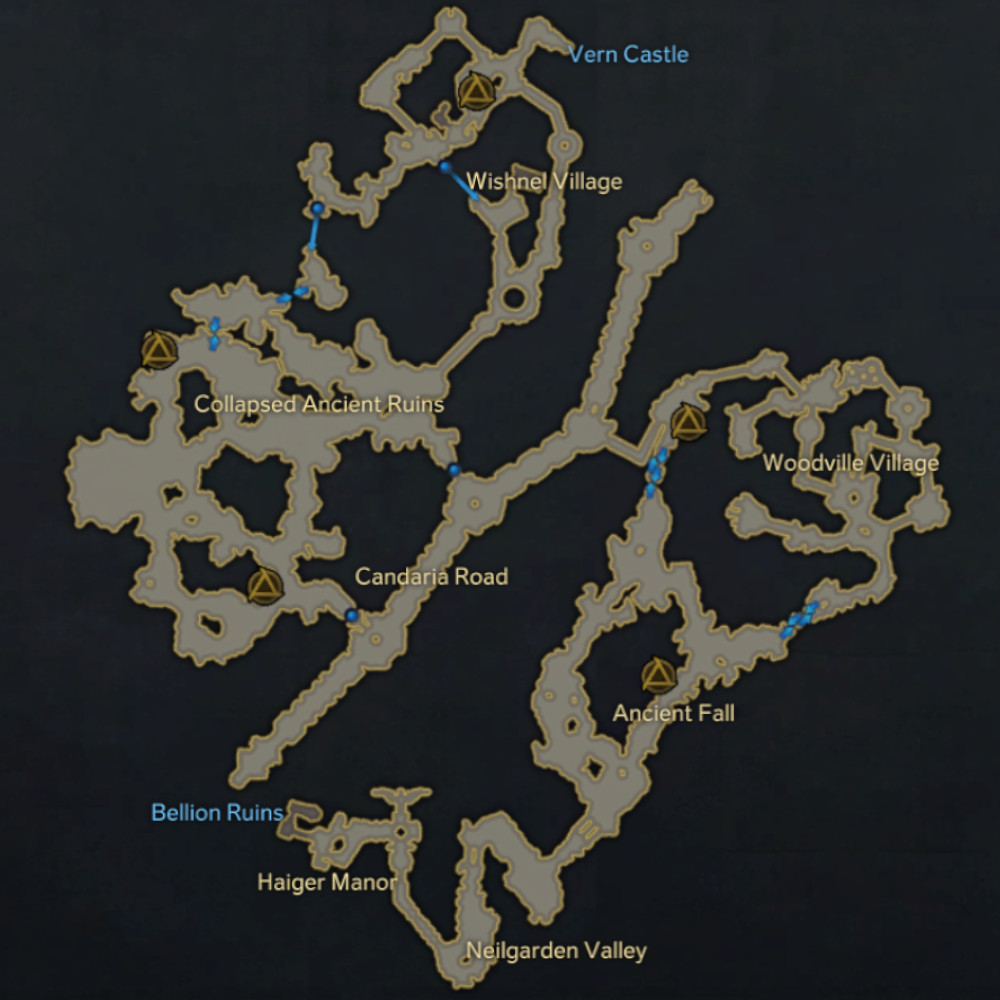 Vern Castle
Wishnel Village
Collapsed Ancient Ruins
Woodville Village
Candaria Road
Ancient Fall
Bellion Ruins
Haiger Manor
Neilgarden Valley